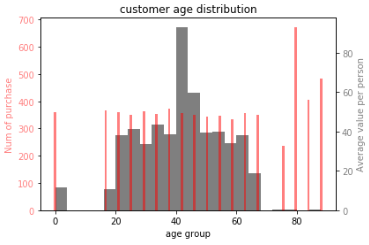 customer age distribution
700
600
500
400
300
200
100
0
Num of purchase
80
60
40
20
0
Average value per person
0 20 40 60 80
age group